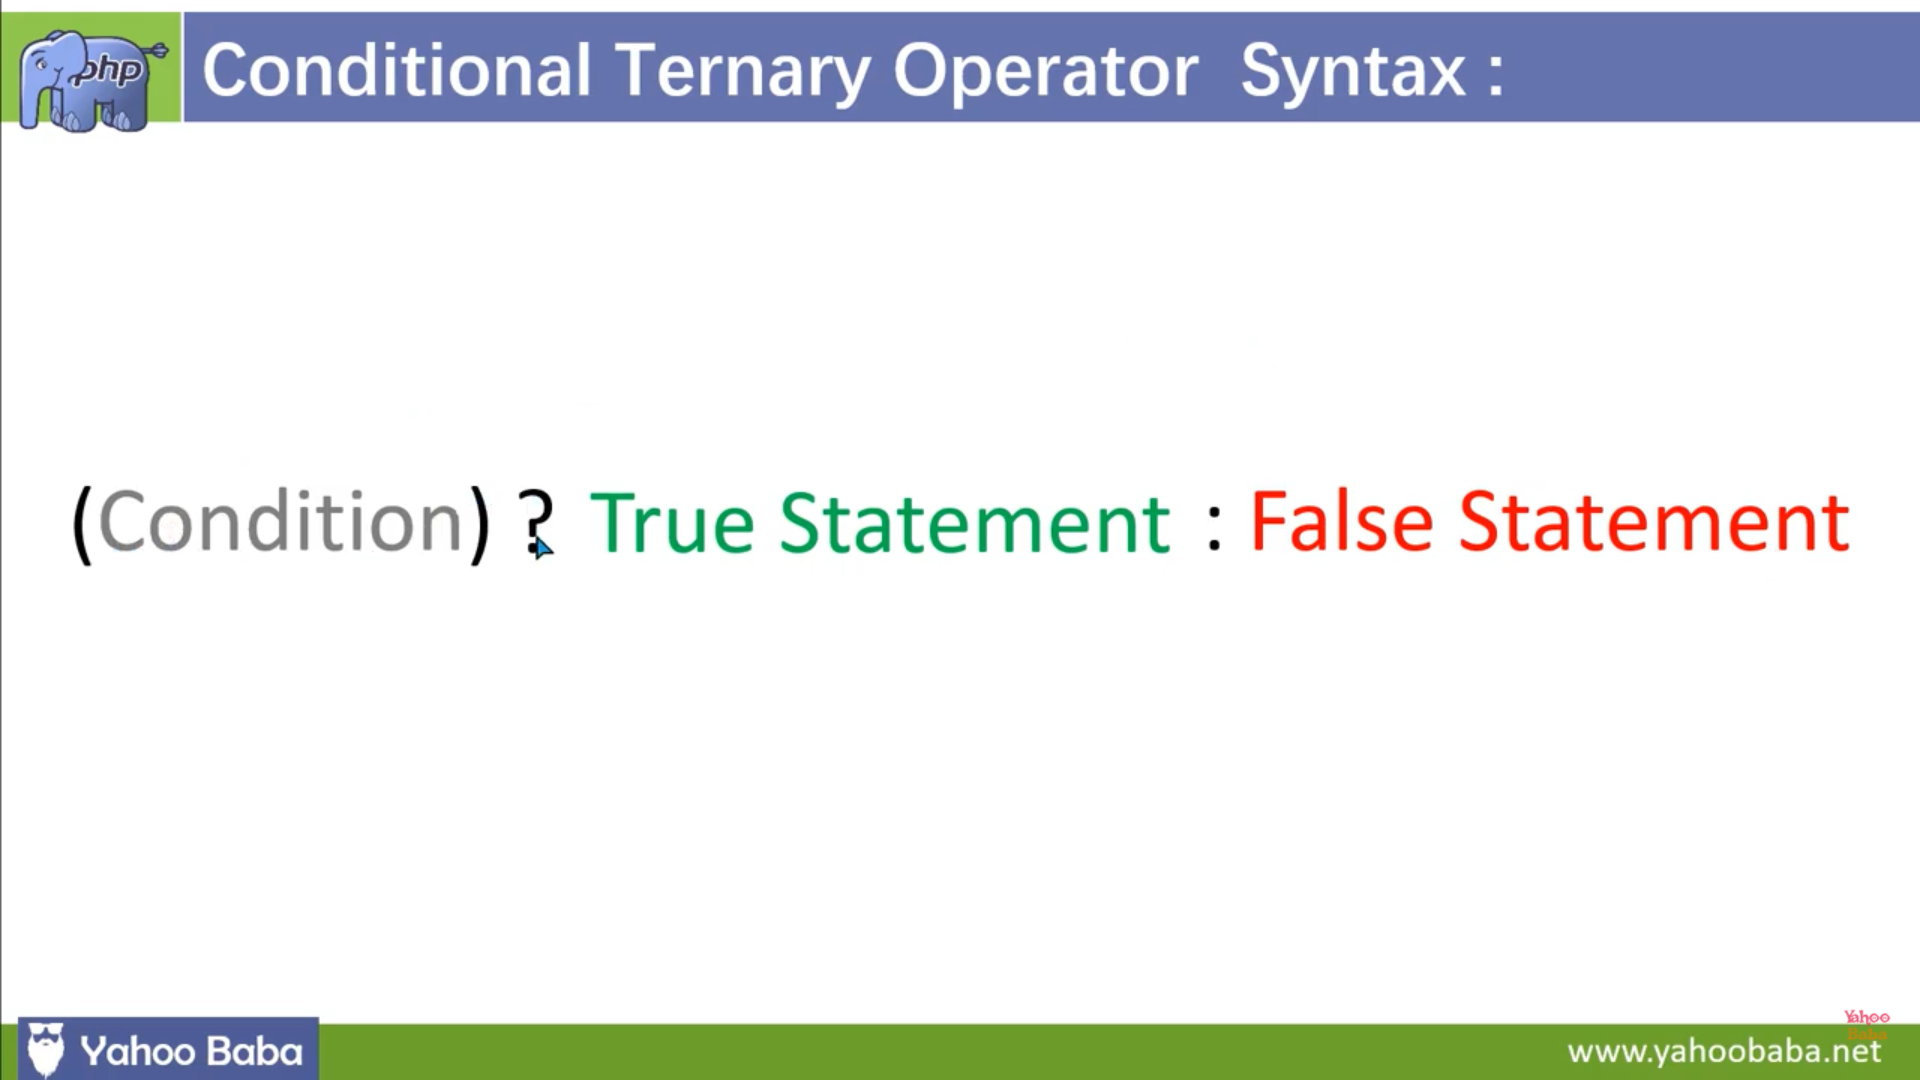 php
Conditional Ternary Operator Syntax :
(Condition) ? True Statement : False Statement
Yahoo Baba
Yahoo
Baba
www.yahoobaba.net